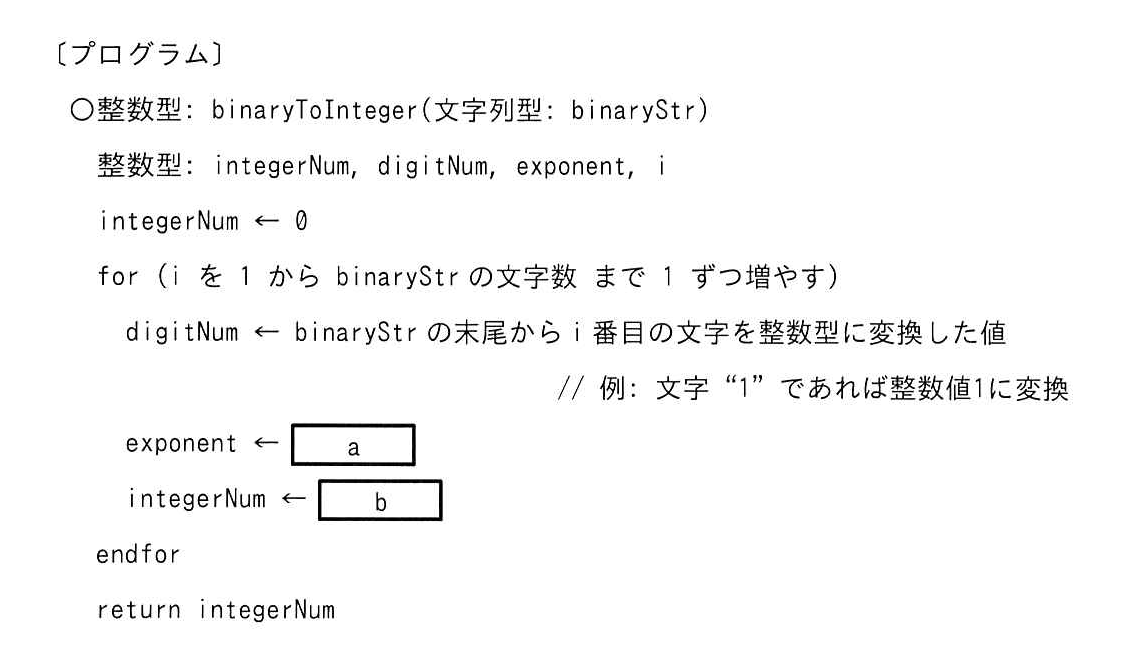 〔プログラム〕
○整数型: binaryToInteger(文字列型: binaryStr)
整数型: integerNum, digitNum, exponent, i
integerNum ← 0
for (i を 1 から binaryStr の文字数 まで 1 ずつ増やす)
digitNum ← binaryStr の末尾から i 番目の文字を整数型に変換した値
// 例: 文字 “1” であれば整数値1に変換
exponent ← a
integerNum ← b
endfor
return integerNum